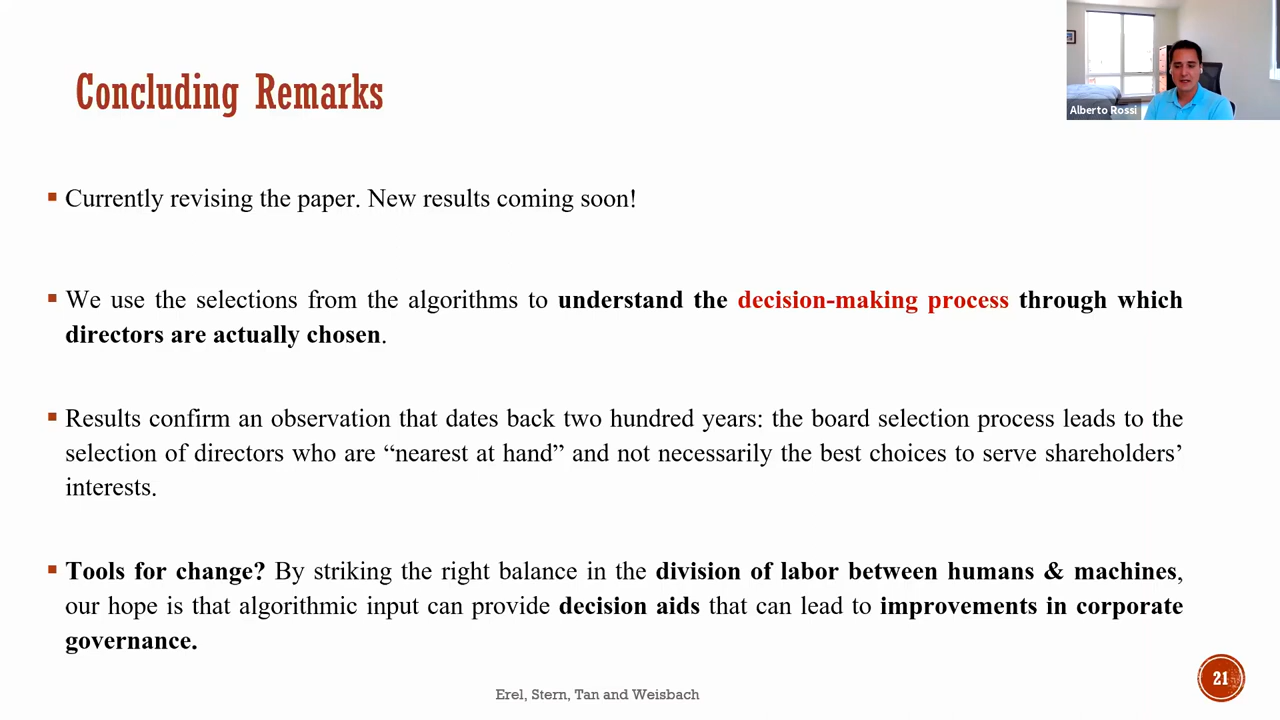 Concluding Remarks
Alberto Rossi
▪ Currently revising the paper. New results coming soon!
▪ We use the selections from the algorithms to understand the decision-making process through which
directors are actually chosen.
▪ Results confirm an observation that dates back two hundred years: the board selection process leads to the
selection of directors who are “nearest at hand” and not necessarily the best choices to serve shareholders’
interests.
▪ Tools for change? By striking the right balance in the division of labor between humans & machines,
our hope is that algorithmic input can provide decision aids that can lead to improvements in corporate
governance.
Erel, Stern, Tan and Weisbach
21